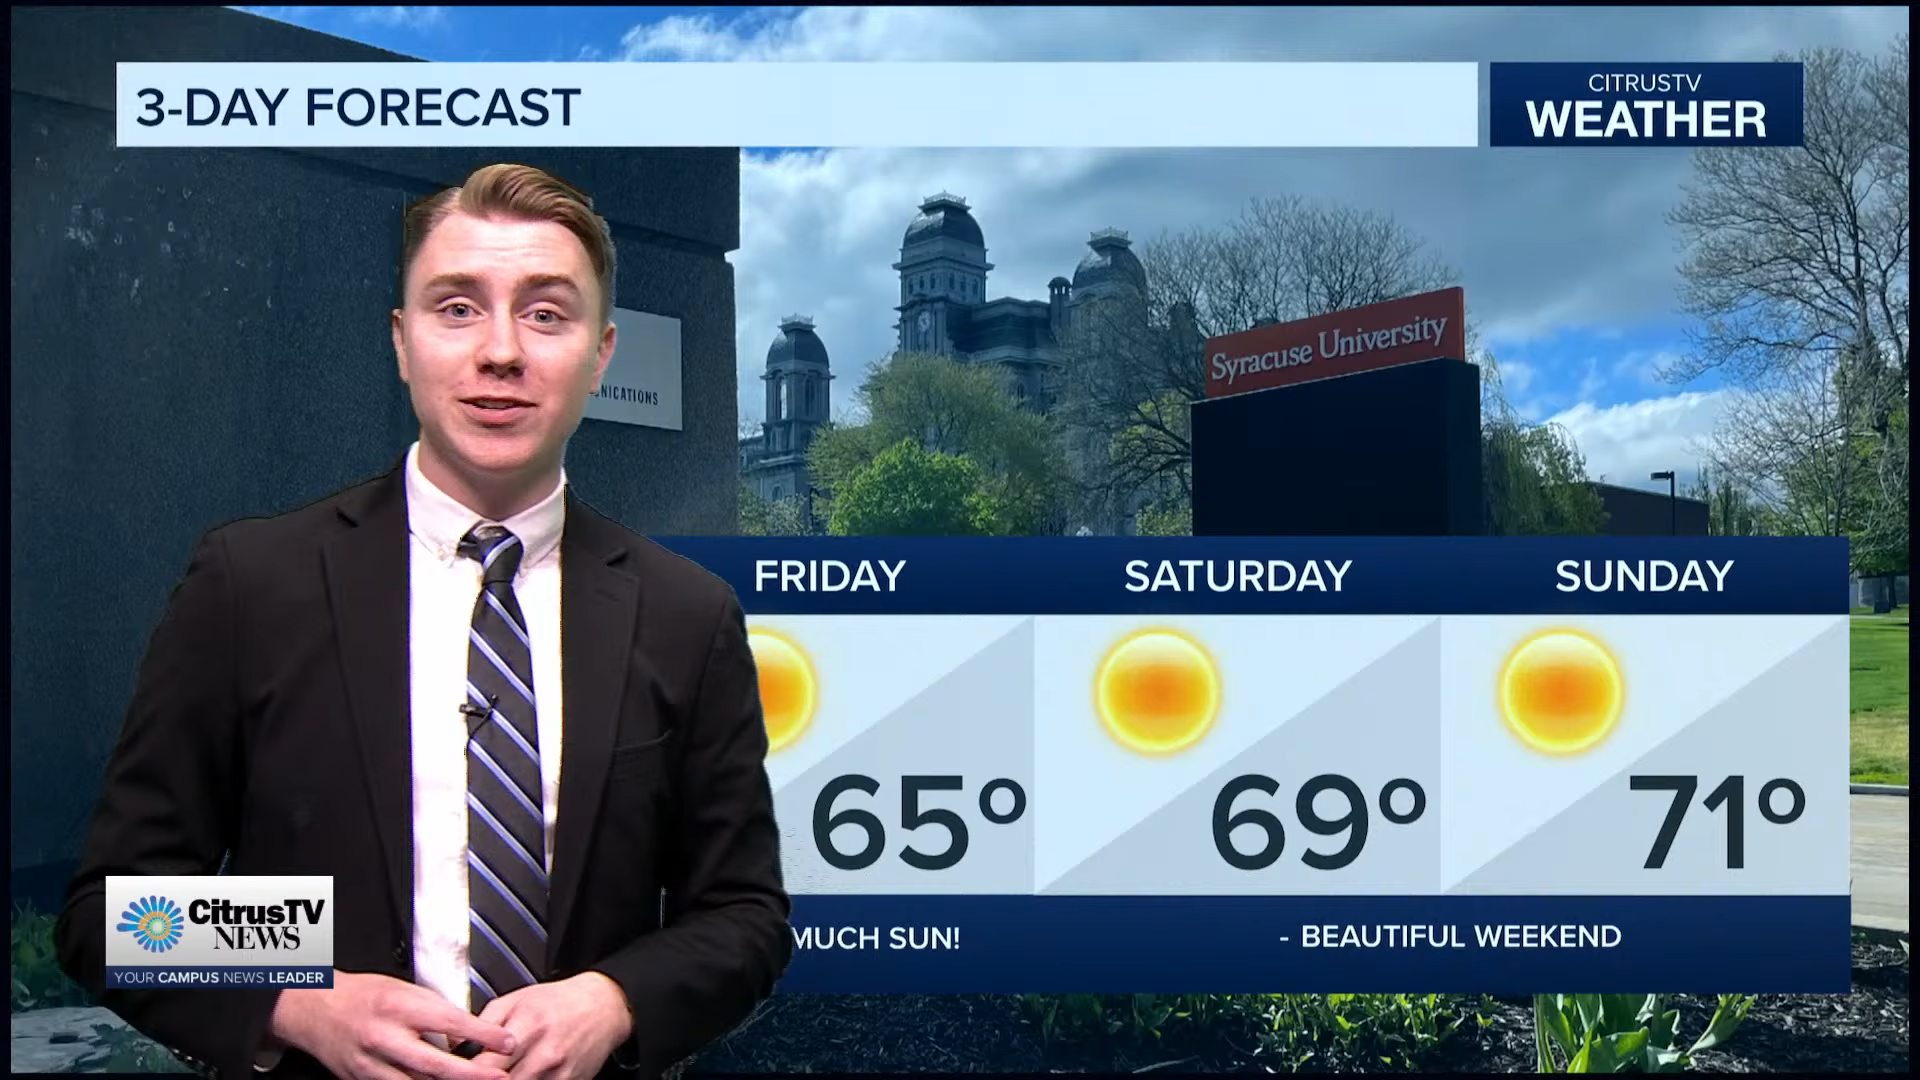 3-DAY FORECAST
CITRUSTV
WEATHER
Syracuse University
FRIDAY
SATURDAY
SUNDAY
65°
69°
71°
MUCH SUN!
- BEAUTIFUL WEEKEND
CitrusTV
NEWS
YOUR CAMPUS NEWS LEADER